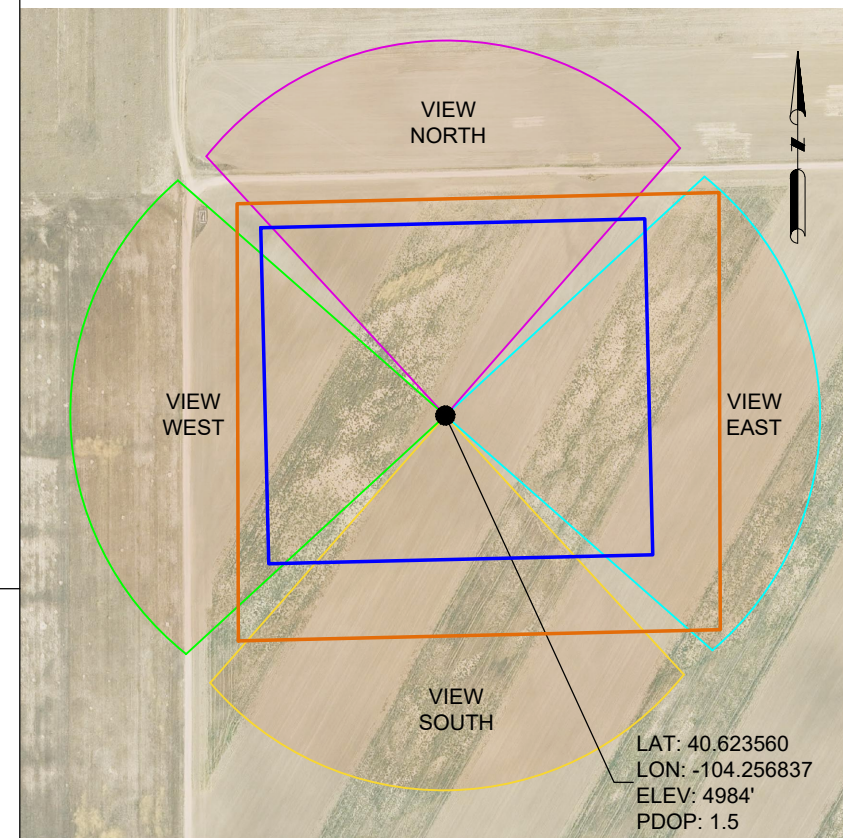 VIEW
NORTH
N
VIEW
WEST
VIEW
EAST
VIEW
SOUTH
LAT: 40.623560
LON: -104.256837
ELEV: 4984'
PDOP: 1.5